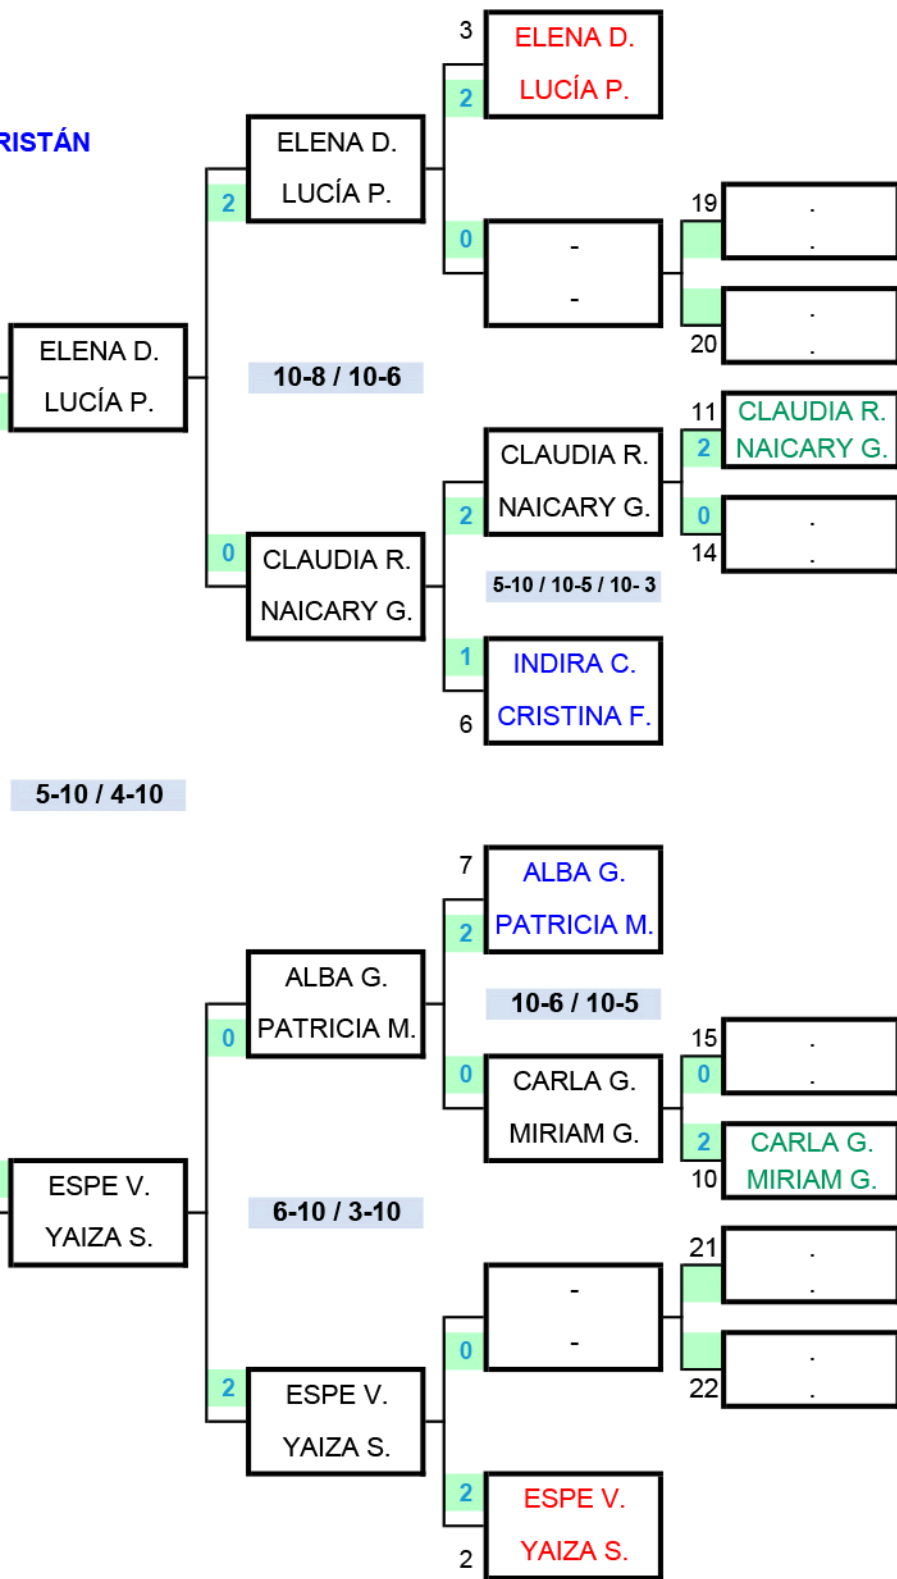 3
ELENA D.
2
LUCÍA P.
RISTÁN
ELENA D.
2
LUCÍA P.
19
.
.
0
-
-
.
.
20
ELENA D.
LUCÍA P.
10-8 / 10-6
11
CLAUDIA R.
2
NAICARY G.
CLAUDIA R.
2
NAICARY G.
0
.
.
14
0
CLAUDIA R.
NAICARY G.
5-10 / 10-5 / 10- 3
1
INDIRA C.
CRISTINA F.
6
5-10 / 4-10
7
ALBA G.
2
PATRICIA M.
ALBA G.
0
PATRICIA M.
10-6 / 10-5
15
.
0
.
0
CARLA G.
MIRIAM G.
2
CARLA G.
10
MIRIAM G.
ESPE V.
YAIZA S.
6-10 / 3-10
21
.
.
-
0
-
.
22
.
2
ESPE V.
YAIZA S.
2
ESPE V.
YAIZA S.
2